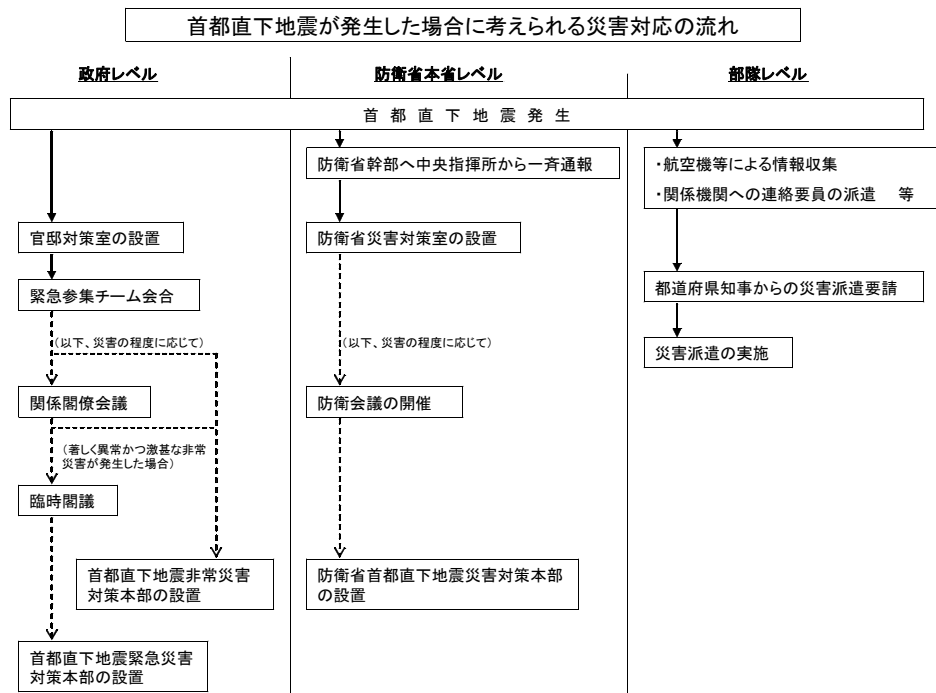 首都直下地震が発生した場合に考えられる災害対応の流れ
政府レベル
防衛省本省レベル
部隊レベル
首都直下地震発生
防衛省幹部へ中央指揮所から一斉通報
・航空機等による情報収集
・関係機関への連絡要員の派遣　等
官邸対策室の設置
防衛省災害対策室の設置
緊急参集チーム会合
都道府県知事からの災害派遣要請
(以下、災害の程度に応じて)
(以下、災害の程度に応じて)
災害派遣の実施
関係閣僚会議
防衛会議の開催
(著しく異常かつ激甚な非常
災害が発生した場合)
臨時閣議
首都直下地震非常災害
対策本部の設置
防衛省首都直下地震災害対策本部
の設置
首都直下地震緊急災害
対策本部の設置